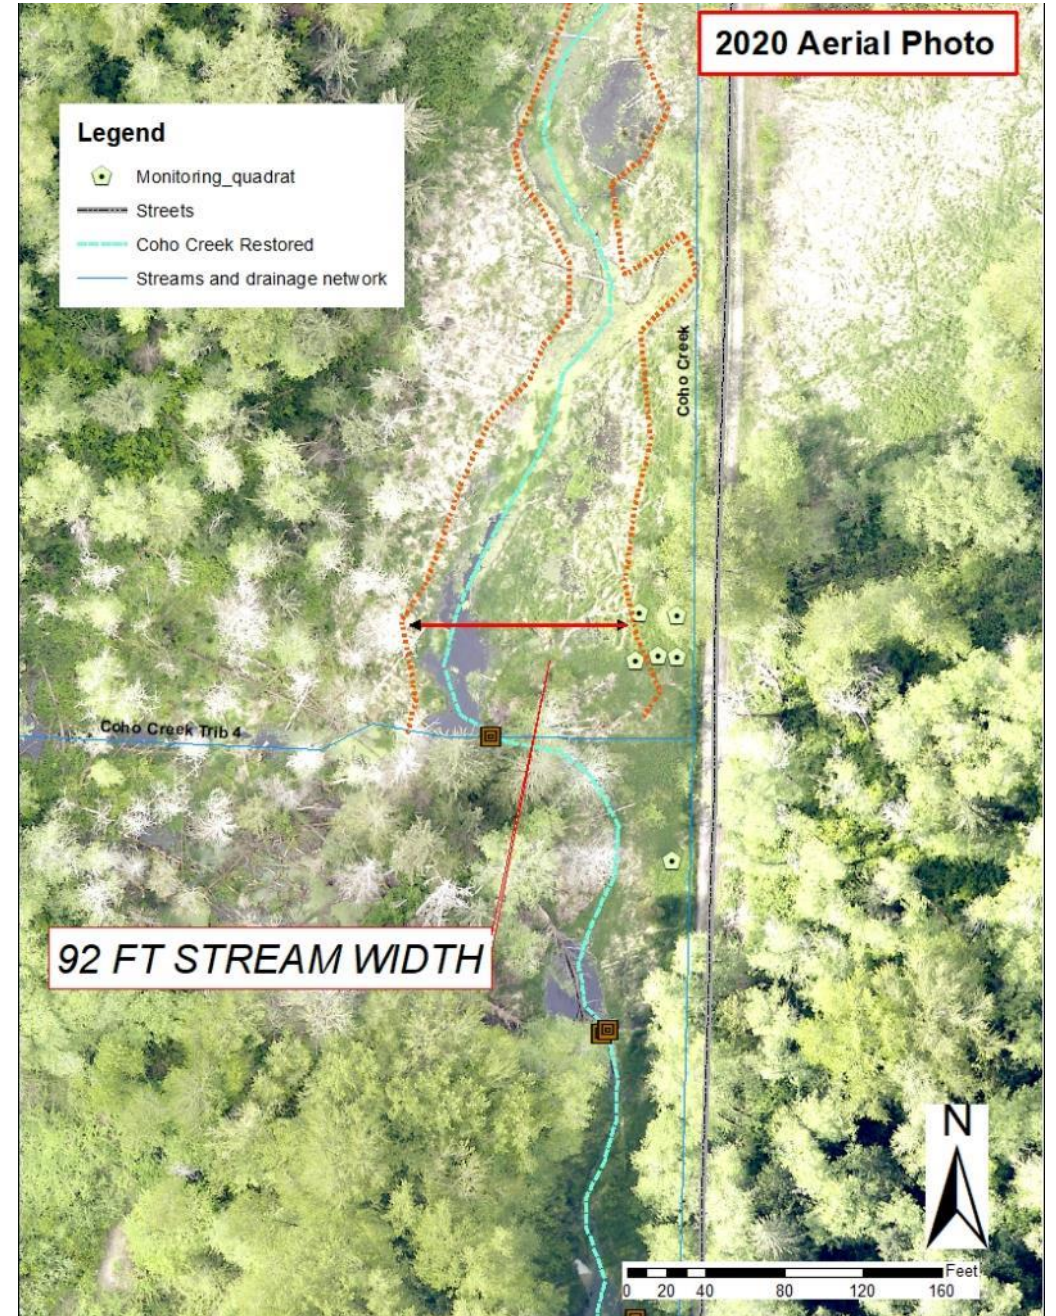 2020 Aerial Photo
Legend
Monitoring_quadrat
Streets
Coho Creek Restored
Streams and drainage network
Coho Creek
Coho Creek Trib 4
92 FT STREAM WIDTH
N
Feet
0 20 40 80 120 160